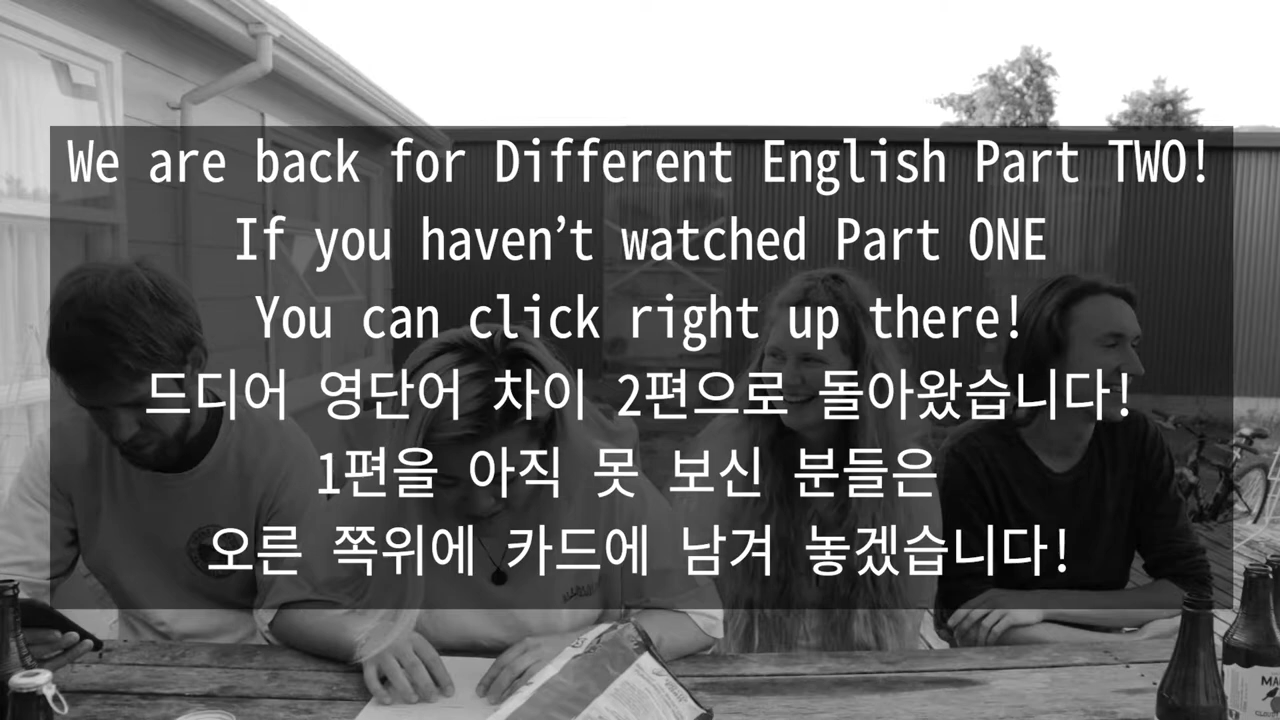 We are back for Different English Part TWO!
If you haven’t watched Part ONE
You can click right up there!
드디어 영단어 차이 2편으로 돌아왔습니다!
1편을 아직 못 보신 분들은
오른 쪽위에 카드에 남겨 놓겠습니다!